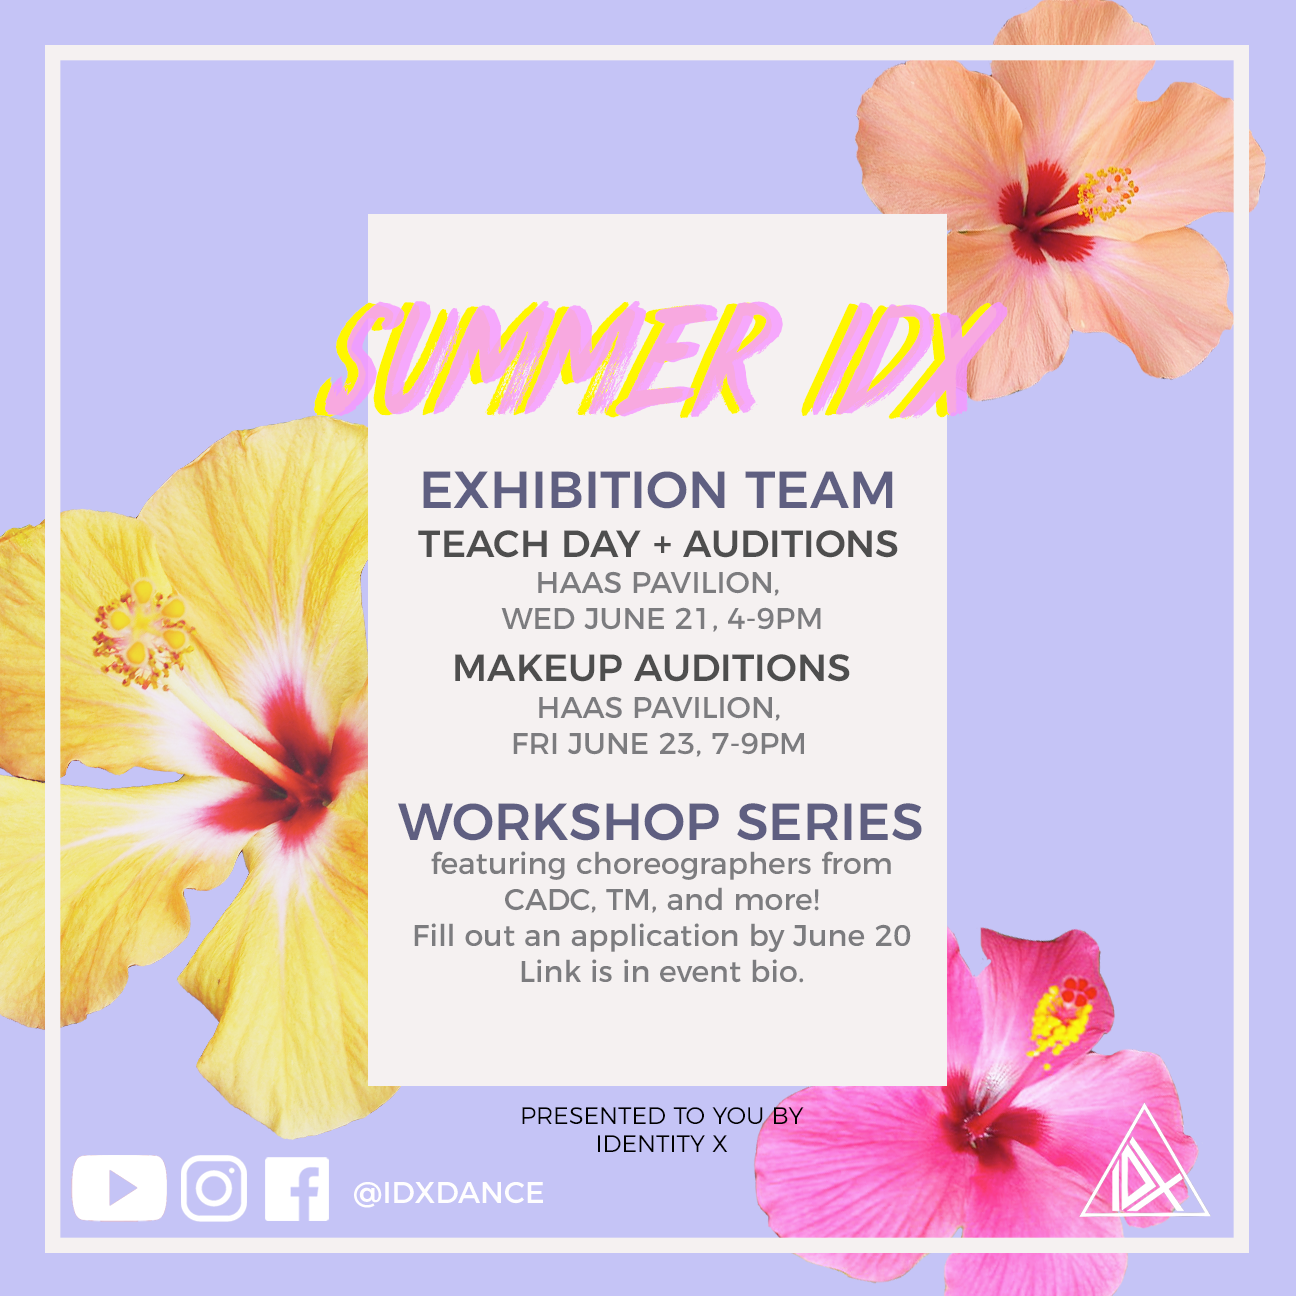 SUMMER IDX
EXHIBITION TEAM
TEACH DAY + AUDITIONS
HAAS PAVILION,
WED JUNE 21, 4-9PM
MAKEUP AUDITIONS
HAAS PAVILION,
FRI JUNE 23, 7-9PM
WORKSHOP SERIES
featuring choreographers from
CADC, TM, and more!
Fill out an application by June 20
Link is in event bio.
PRESENTED TO YOU BY
IDENTITY X
@IDXDANCE
IDX